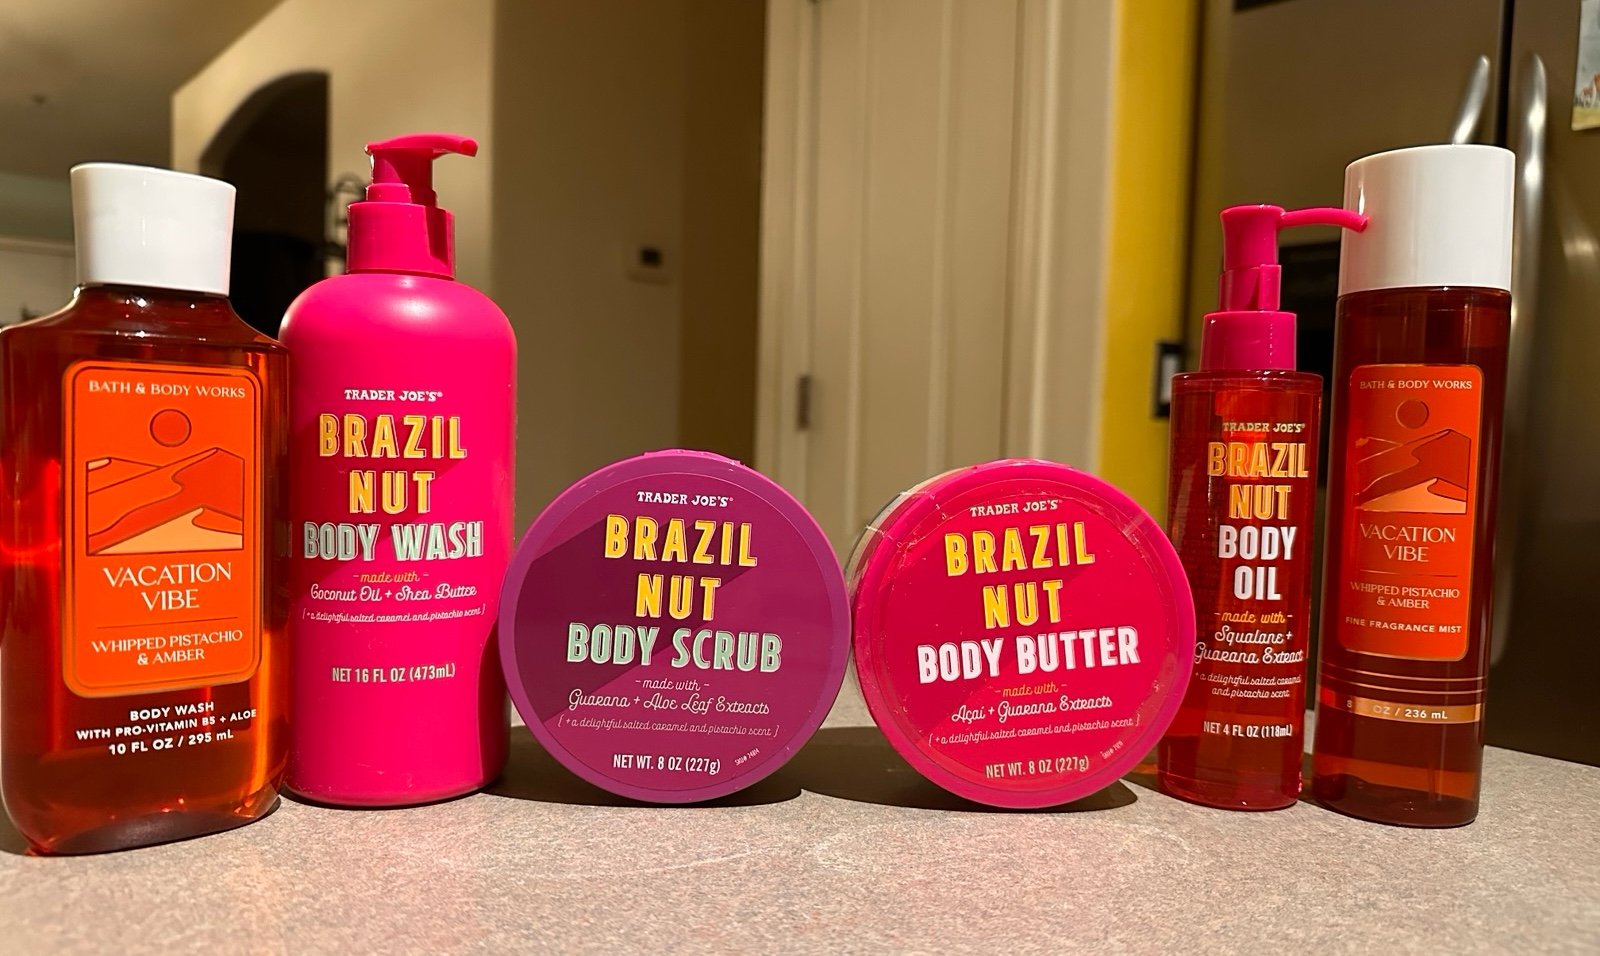 BATH & BODY WORKS
VACATION
VIBE
WHIPPED PISTACHIO
& AMBER
BODY WASH
WITH PRO-VITAMIN B5 + ALOE
10 FL OZ / 295 mL
TRADER JOE'S®
BRAZIL
NUT
BODY WASH
- made with -
Coconut Oil + Shea Butter
[ + a delightful salted caramel and pistachio scent ]
NET 16 FL OZ (473mL)
TRADER JOE'S®
BRAZIL
NUT
BODY SCRUB
- made with -
Guarana + Aloe Leaf Extracts
[ + a delightful salted caramel and pistachio scent ]
NET WT. 8 OZ (227g)
TRADER JOE'S®
BRAZIL
NUT
BODY BUTTER
- made with -
Açaí + Guarana Extracts
[ + a delightful salted caramel and pistachio scent ]
NET WT. 8 OZ (227g)
TRADER JOE'S®
BRAZIL
NUT
BODY
OIL
- made with -
Squalane +
Guarana Extract
+ a delightful salted caramel
and pistachio scent
NET 4 FL OZ (118mL)
BATH & BODY WORKS
VACATION
VIBE
WHIPPED PISTACHIO
& AMBER
FINE FRAGRANCE MIST
8 OZ / 236 mL